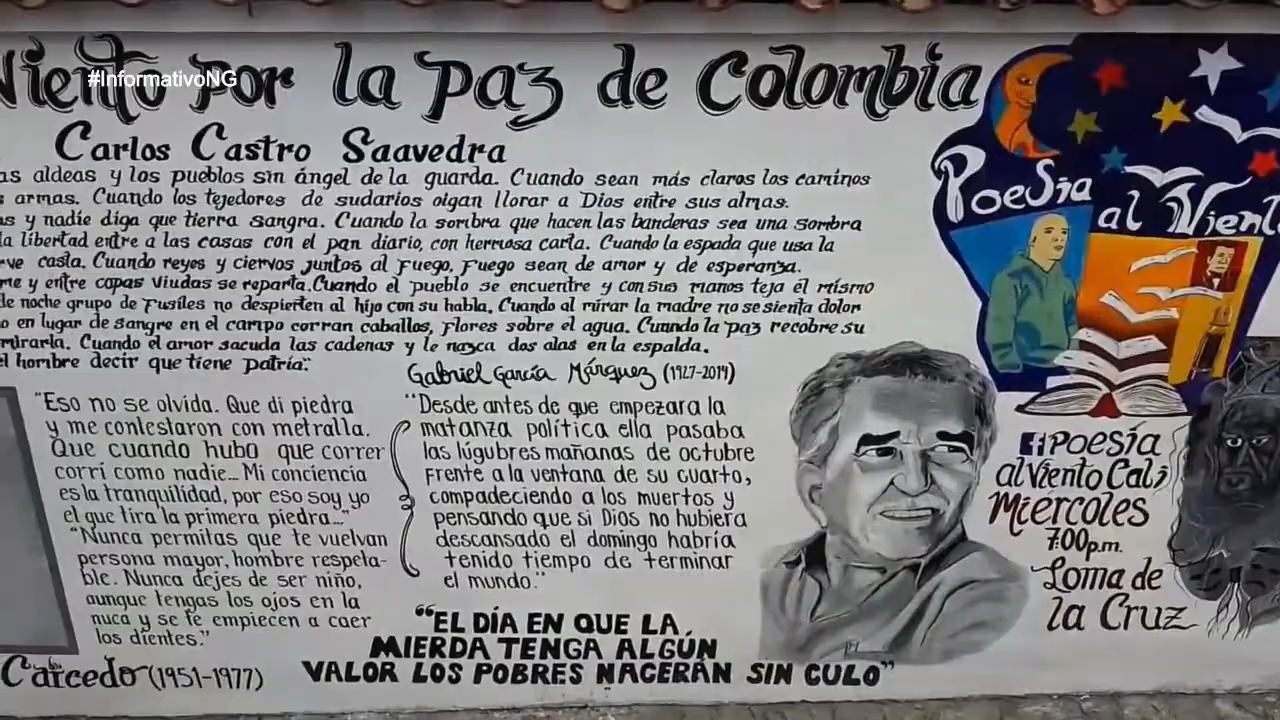 Viento por la paz de Colombia
#InformativoNG
Carlos Castro Saavedra
as aldeas y los pueblos sin ángel de la guarda. Cuando sean más claros los caminos
armas. Cuando los tejedores de sudarios oigan llorar a Dios entre sus almas.
y nadie diga que tierra sangra. Cuando la sombra que hacen las banderas sea una sombra
la libertad entre a las casas con el pan diario, con hermosa carta. Cuando la espada que usa la
casta. Cuando reyes y ciervos juntos al fuego, fuego sean de amor y de esperanza.
y entre copas viudas se reparta. Cuando el pueblo se encuentre y con sus manos teja él mismo
de noche grupo de fusiles no despierten al hijo con su habla. Cuando al mirar la madre no se sienta dolor
o en lugar de sangre en el campo corran caballos, flores sobre el agua. Cuando la paz recobre su
mirarla. Cuando el amor sacuda las cadenas y le nazca dos alas en la espalda.
el hombre decir que tiene patria."
"Eso no se olvida. Que di piedra
y me contestaron con metralla.
Que cuando hubo que correr
corrí como nadie... Mi conciencia
es la tranquilidad, por eso soy yo
el que tira la primera piedra..."
"Nunca permitas que te vuelvan
persona mayor, hombre respeta-
ble. Nunca dejes de ser niño,
aunque tengas los ojos en la
nuca y se te empiecen a caer
los dientes."
Caicedo (1951-1977)
Gabriel García Márquez (1927-2014)
"Desde antes de que empezara la
matanza política ella pasaba
las lúgubres mañanas de octubre
frente a la ventana de su cuarto,
compadeciendo a los muertos y
pensando que si Dios no hubiera
descansado el domingo habría
tenido tiempo de terminar
el mundo."
"EL DÍA EN QUE LA
MIERDA TENGA ALGÚN
VALOR LOS POBRES NACERÁN SIN CULO"
Poesía
al Viento
f Poesía
al Viento Cali
Miércoles
7:00 p.m.
Loma de
la Cruz